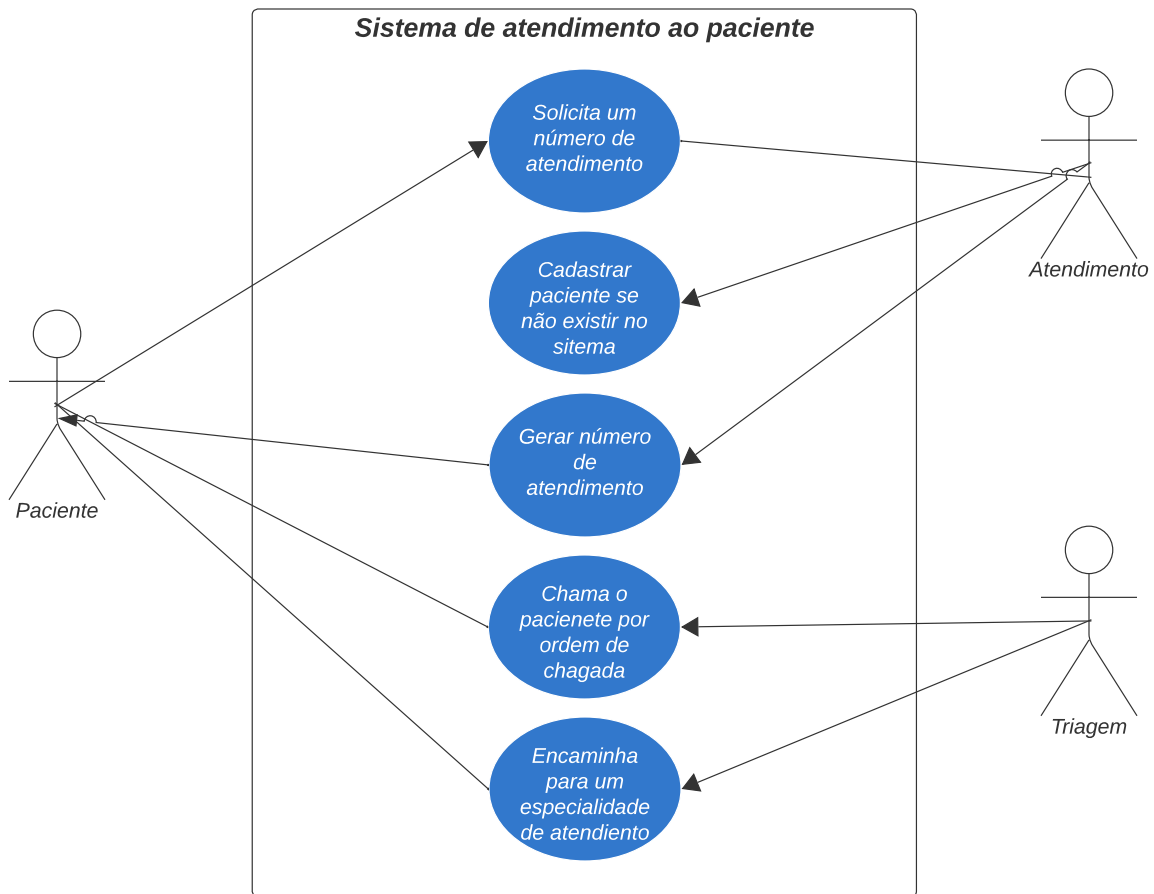 Sistema de atendimento ao paciente
Solicita um
número de
atendimento
Atendimento
Cadastrar
paciente se
não existir no
sitema
Gerar número
de
atendimento
Paciente
Chama o
pacienete por
ordem de
chagada
Triagem
Encaminha
para um
especialidade
de atendiento